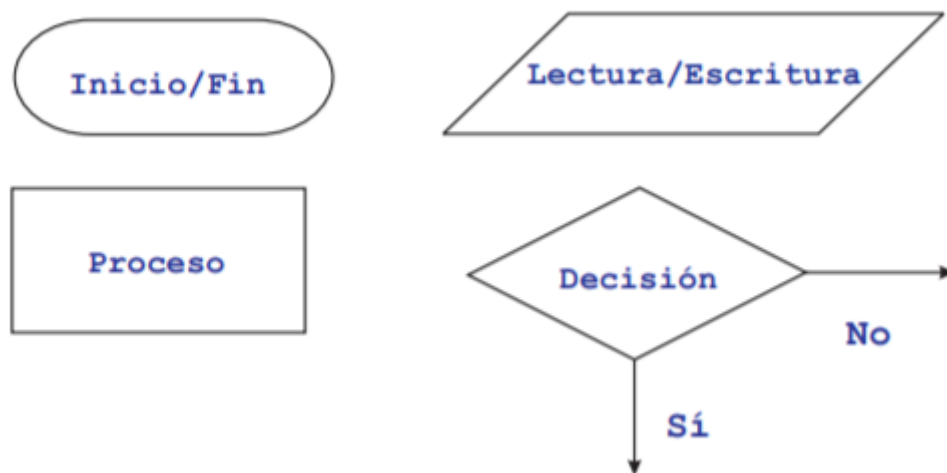 Inicio/Fin
Lectura/Escritura
Proceso
Decisión
No
Sí